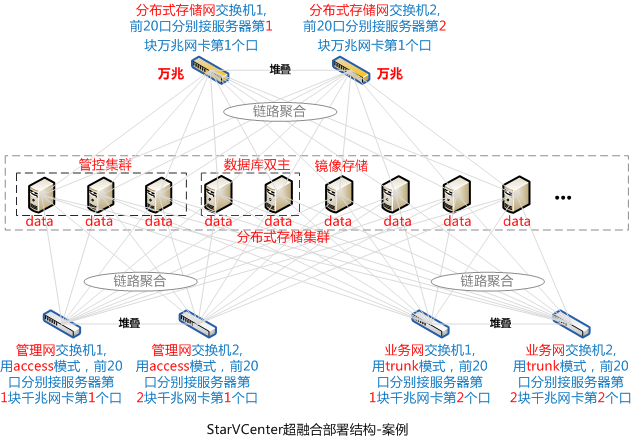 分布式存储网交换机1,
前20口分别接服务器第1
块万兆网卡第1个口
分布式存储网交换机2,
前20口分别接服务器第2
块万兆网卡第1个口
万兆
堆叠
万兆
链路聚合
管控集群
数据库双主
镜像存储
data
data
data
data
data
data
data
data
data
...
分布式存储集群
链路聚合
链路聚合
堆叠
堆叠
管理网交换机1,
用access模式，前20
口分别接服务器第
1块千兆网卡第1个口
管理网交换机2,
用access模式，前20
口分别接服务器第
2块千兆网卡第1个口
业务网交换机1,
用trunk模式，前20
口分别接服务器第
1块千兆网卡第2个口
业务网交换机2,
用trunk模式，前20
口分别接服务器第
2块千兆网卡第2个口
StarVCenter超融合部署结构-案例